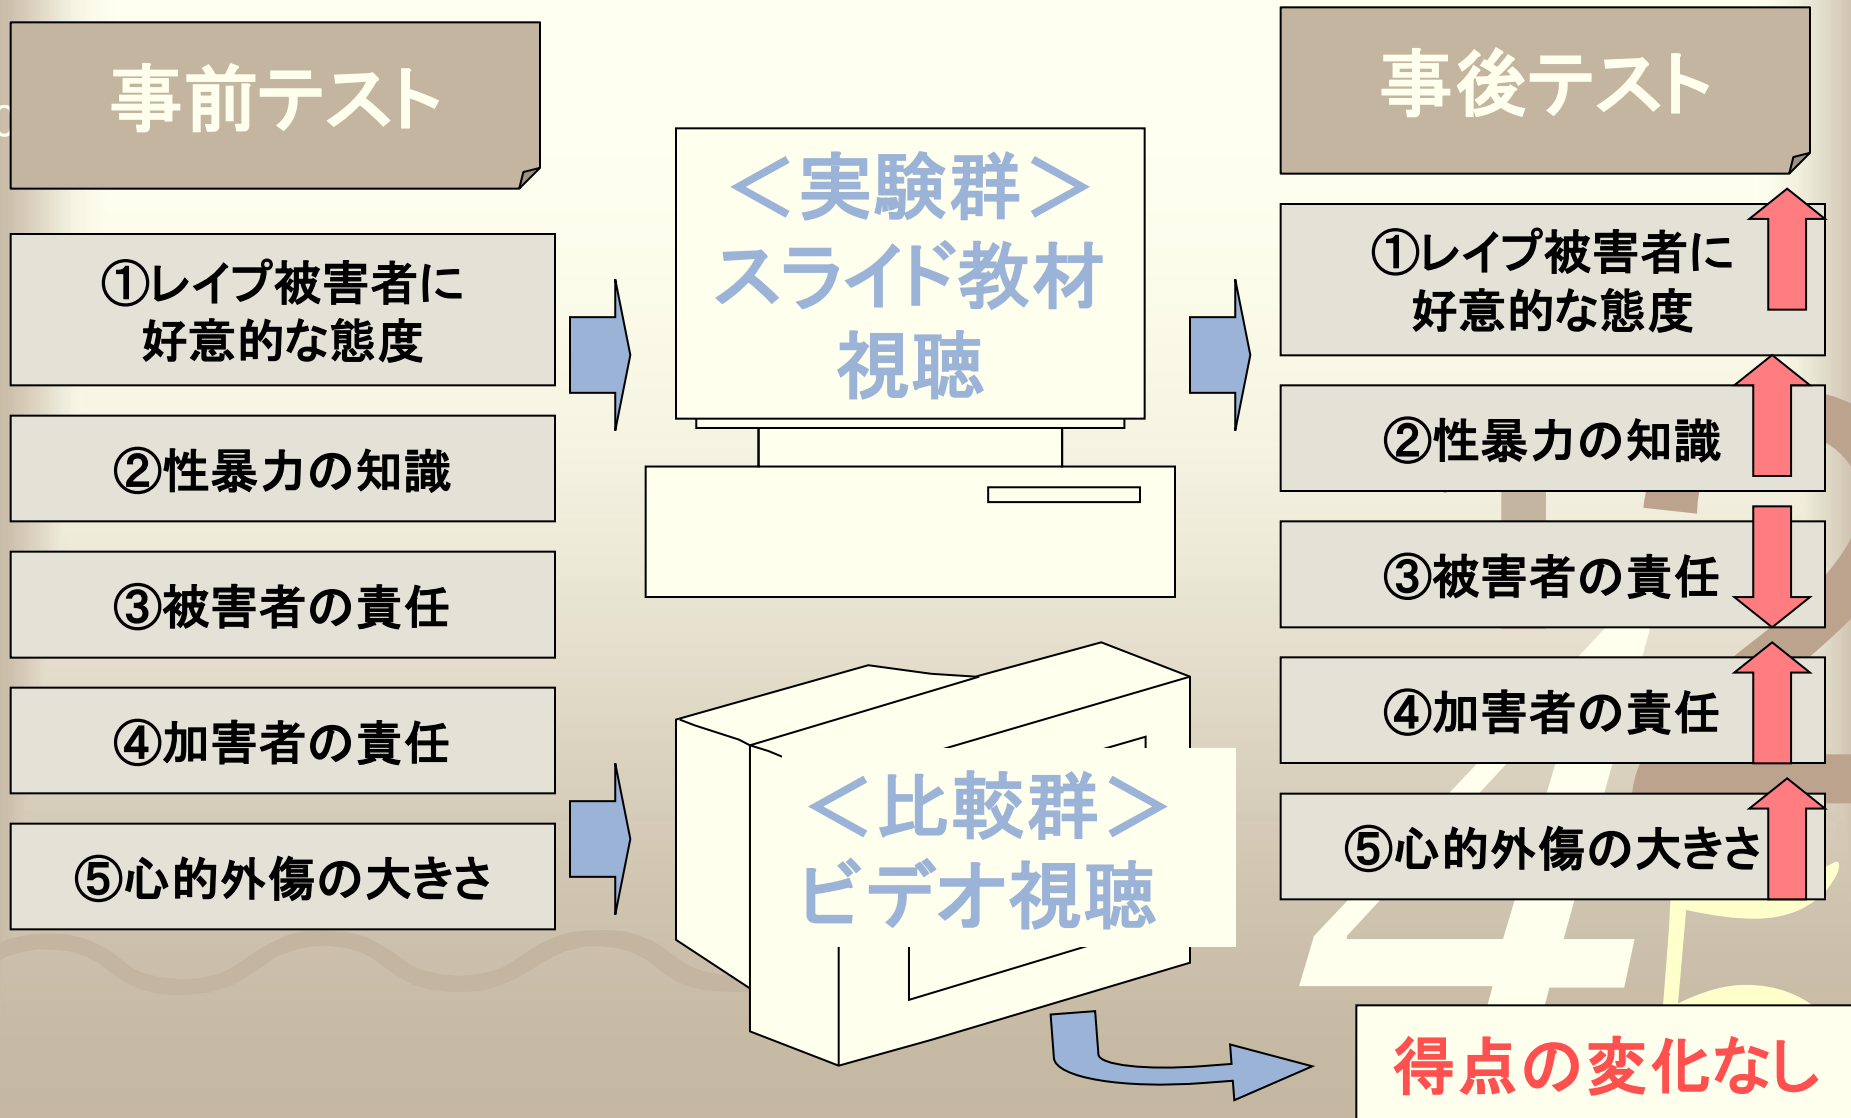 事前テスト
①レイプ被害者に
好意的な態度
②性暴力の知識
③被害者の責任
④加害者の責任
⑤心的外傷の大きさ
＜実験群＞
スライド教材
視聴
＜比較群＞
ビデオ視聴
事後テスト
①レイプ被害者に
好意的な態度
②性暴力の知識
③被害者の責任
④加害者の責任
⑤心的外傷の大きさ
得点の変化なし